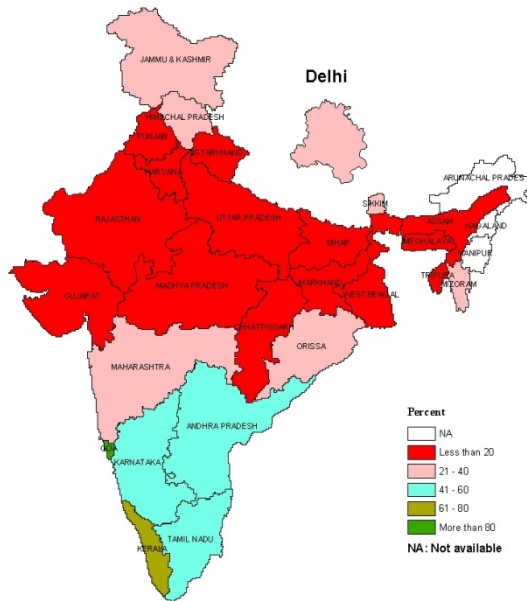 JAMMU & KASHMIR
Delhi
HIMACHAL PRADESH
PUNJAB
UTTARKHAND
HARYANA
ARUNACHAL PRADES
SIKKIM
RAJASTHAN
UTTAR PRADESH
ASSAM
NAGALAND
BIHAR
MEGHALAYA
MANIPUR
TRIPURA
MIZORAM
GUJARAT
MADHYA PRADESH
JHARKHAND
WEST BENGAL
CHHATTISGARH
ORISSA
MAHARASHTRA
ANDHRA PRADESH
GOA
KARNATAKA
KERALA
TAMIL NADU
Percent
NA
Less than 20
21 - 40
41 - 60
61 - 80
More than 80
NA: Not available